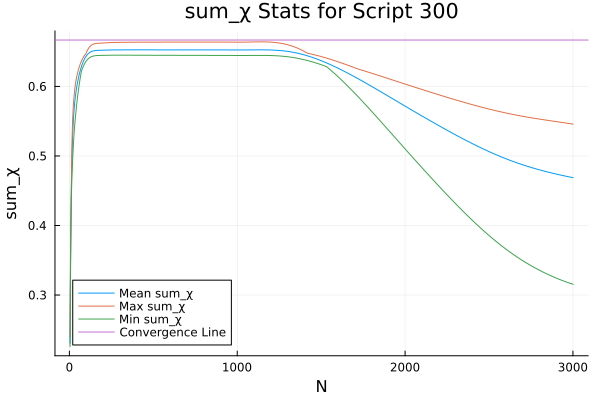 sum_χ Stats for Script 300
sum_χ
0.6
0.5
0.4
0.3
Mean sum_χ
Max sum_χ
Min sum_χ
Convergence Line
0
1000
2000
3000
N